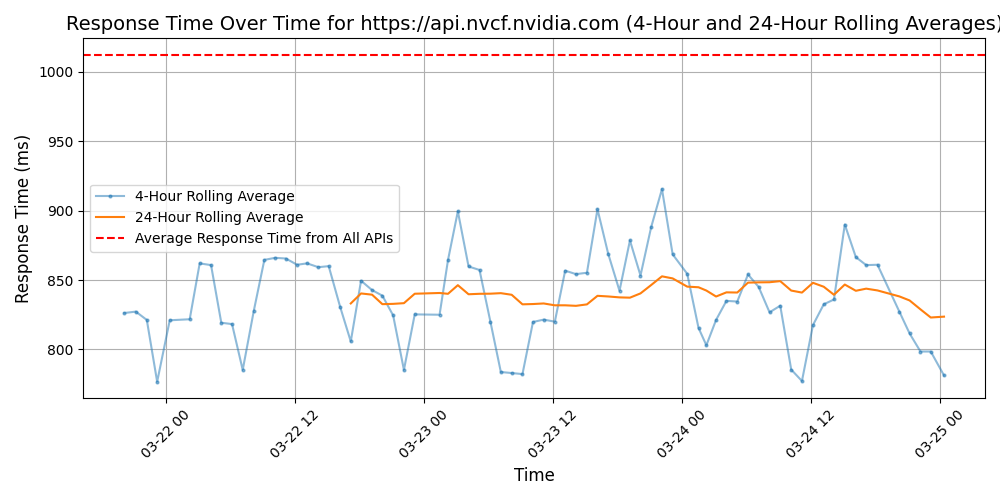 Response Time Over Time for https://api.nvcf.nvidia.com (4-Hour and 24-Hour Rolling Averages)
Response Time (ms)
1000
950
900
850
800
4-Hour Rolling Average
24-Hour Rolling Average
Average Response Time from All APIs
03-22 00
03-22 12
03-23 00
03-23 12
03-24 00
03-24 12
03-25 00
Time